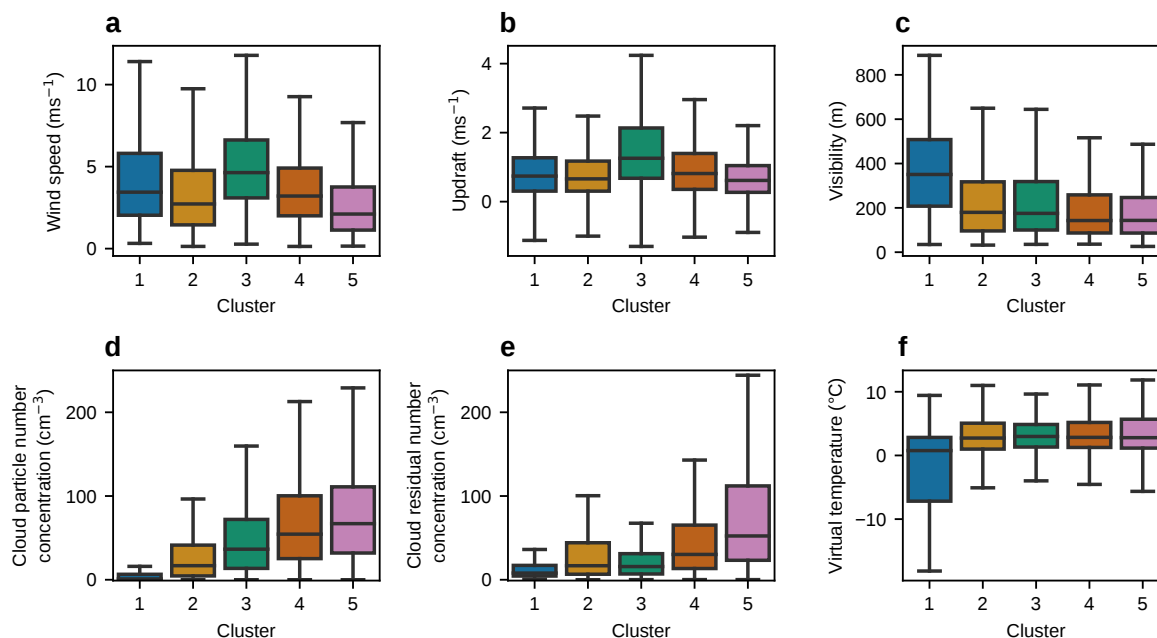 a
b
c
Wind speed (ms⁻¹)
10
5
0
1 2 3 4 5
Cluster
Updraft (ms⁻¹)
4
2
0
1 2 3 4 5
Cluster
Visibility (m)
800
600
400
200
0
1 2 3 4 5
Cluster
d
e
f
Cloud particle number
concentration (cm⁻³)
200
100
0
1 2 3 4 5
Cluster
Cloud residual number
concentration (cm⁻³)
200
100
0
1 2 3 4 5
Cluster
Virtual temperature (°C)
10
0
−10
1 2 3 4 5
Cluster